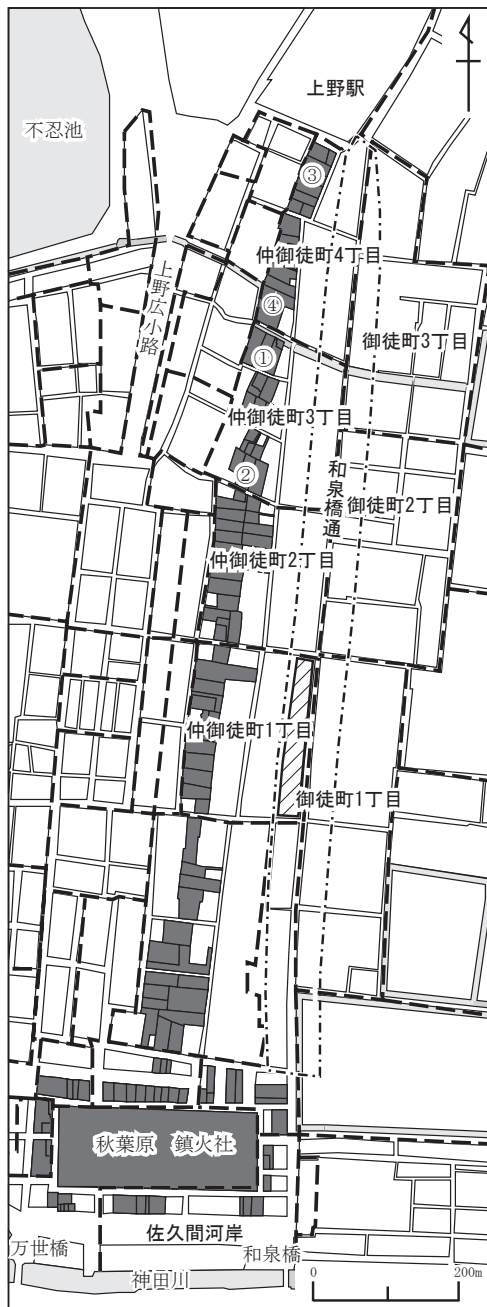 上野駅
不忍池
③
仲御徒町4丁目
④
上野広小路
①
御徒町3丁目
仲御徒町3丁目
和泉橋通
②
御徒町2丁目
仲御徒町2丁目
仲御徒町1丁目
御徒町1丁目
秋葉原 鎮火社
佐久間河岸
万世橋
和泉橋
神田川
0 200m